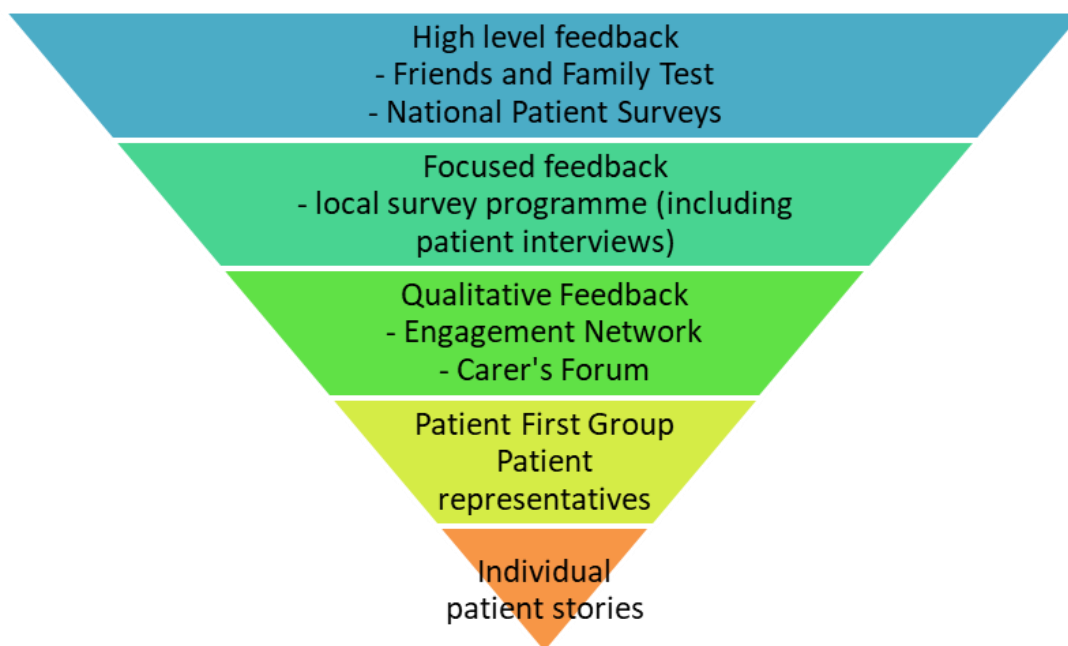 High level feedback
- Friends and Family Test
- National Patient Surveys
Focused feedback
- local survey programme (including
patient interviews)
Qualitative Feedback
- Engagement Network
- Carer's Forum
Patient First Group
Patient
representatives
Individual
patient stories